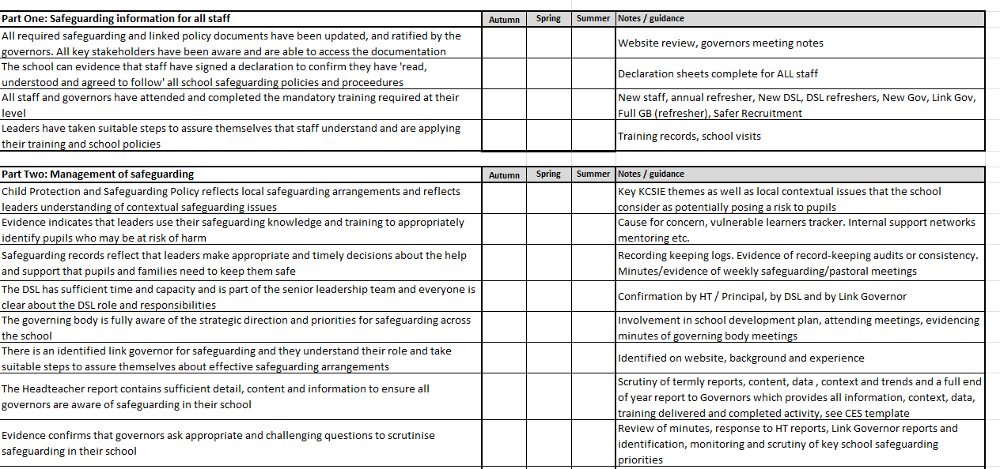 Part One: Safeguarding information for all staff Autumn Spring Summer Notes / guidance
All required safeguarding and linked policy documents have been updated, and ratified by the
governors. All key stakeholders have been aware and are able to access the documentation
Website review, governors meeting notes
The school can evidence that staff have signed a declaration to confirm they have 'read,
understood and agreed to follow' all school safeguarding policies and proceedures
Declaration sheets complete for ALL staff
All staff and governors have attended and completed the mandatory training required at their
level
New staff, annual refresher, New DSL, DSL refreshers, New Gov, Link Gov,
Full GB (refresher), Safer Recruitment
Leaders have taken suitable steps to assure themselves that staff understand and are applying
their training and school policies
Training records, school visits
Part Two: Management of safeguarding Autumn Spring Summer Notes / guidance
Child Protection and Safeguarding Policy reflects local safeguarding arrangements and reflects
leaders understanding of contextual safeguarding issues
Key KCSIE themes as well as local contextual issues that the school
consider as potentially posing a risk to pupils
Evidence indicates that leaders use their safeguarding knowledge and training to appropriately
identify pupils who may be at risk of harm
Cause for concern, vulnerable learners tracker. Internal support networks
mentoring etc.
Safeguarding records reflect that leaders make appropriate and timely decisions about the help
and support that pupils and families need to keep them safe
Recording keeping logs. Evidence of record-keeping audits or consistency.
Minutes/evidence of weekly safeguarding/pastoral meetings
The DSL has sufficient time and capacity and is part of the senior leadership team and everyone is
clear about the DSL role and responsibilities
Confirmation by HT / Principal, by DSL and by Link Governor
The governing body is fully aware of the strategic direction and priorities for safeguarding across
the school
Involvement in school development plan, attending meetings, evidencing
minutes of governing body meetings
There is an identified link governor for safeguarding and they understand their role and take
suitable steps to assure themselves about effective safeguarding arrangements
Identified on website, background and experience
The Headteacher report contains sufficient detail, content and information to ensure all
governors are aware of safeguarding in their school
Scrutiny of termly reports, content, data , context and trends and a full end
of year report to Governors which provides all information, context, data,
training delivered and completed activity, see CES template
Evidence confirms that governors ask appropriate and challenging questions to scrutinise
safeguarding in their school
Review of minutes, response to HT reports, Link Governor reports and
identification, monitoring and scrutiny of key school safeguarding
priorities